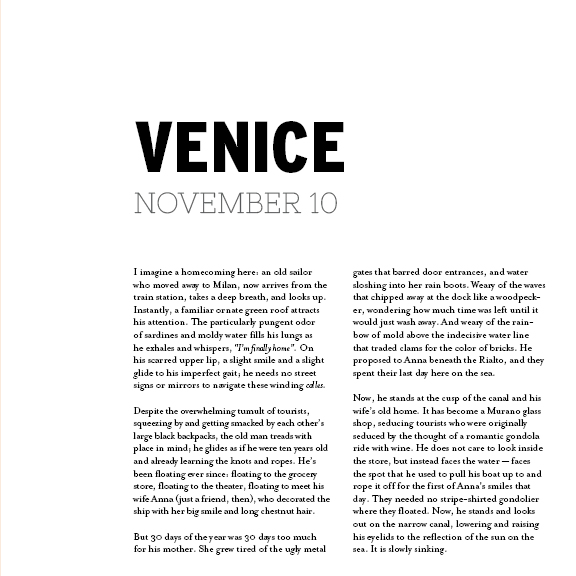 VENICE
NOVEMBER 10
I imagine a homecoming here: an old sailor
who moved away to Milan, now arrives from the
train station, takes a deep breath, and looks up.
Instantly, a familiar ornate green roof attracts
his attention. The particularly pungent odor
of sardines and moldy water fills his lungs as
he exhales and whispers, "I'm finally home". On
his scarred upper lip, a slight smile and a slight
glide to his imperfect gait; he needs no street
signs or mirrors to navigate these winding calles.
Despite the overwhelming tumult of tourists,
squeezing by and getting smacked by each other's
large black backpacks, the old man treads with
place in mind; he glides as if he were ten years old
and already learning the knots and ropes. He's
been floating ever since: floating to the grocery
store, floating to the theater, floating to meet his
wife Anna (just a friend, then), who decorated the
ship with her big smile and long chestnut hair.
But 30 days of the year was 30 days too much
for his mother. She grew tired of the ugly metal
gates that barred door entrances, and water
sloshing into her rain boots. Weary of the waves
that chipped away at the dock like a woodpeck-
er, wondering how much time was left until it
would just wash away. And weary of the rain-
bow of mold above the indecisive water line
that traded clams for the color of bricks. He
proposed to Anna beneath the Rialto, and they
spent their last day here on the sea.
Now, he stands at the cusp of the canal and his
wife's old home. It has become a Murano glass
shop, seducing tourists who were originally
seduced by the thought of a romantic gondola
ride with wine. He does not care to look inside
the store, but instead faces the water — faces
the spot that he used to pull his boat up to and
rope it off for the first of Anna's smiles that
day. They needed no stripe-shirted gondolier
where they floated. Now, he stands and looks
out on the narrow canal, lowering and raising
his eyelids to the reflection of the sun on the
sea. It is slowly sinking.